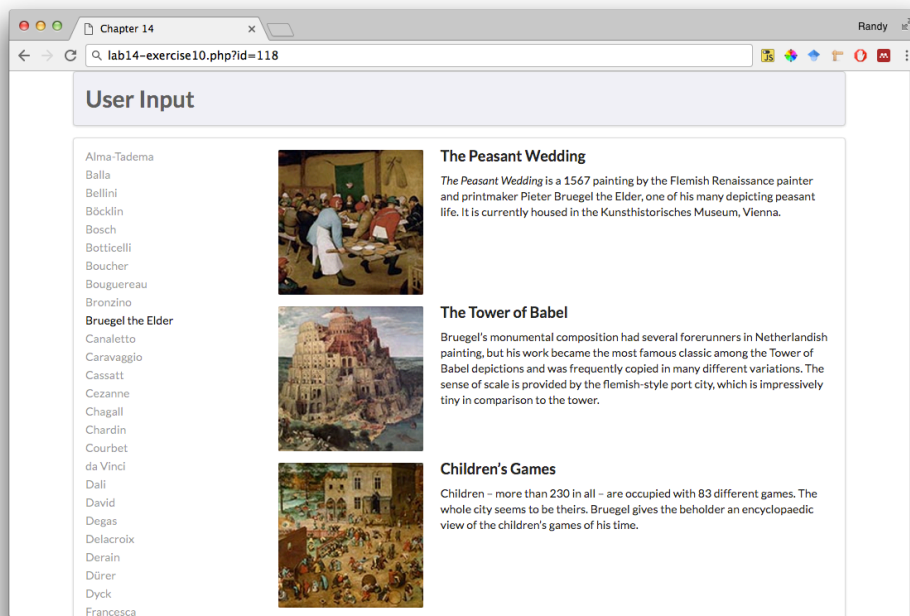 Chapter 14
Randy
lab14-exercise10.php?id=118
JS
User Input
Alma-Tadema
Balla
Bellini
Böcklin
Bosch
Botticelli
Boucher
Bouguereau
Bronzino
Bruegel the Elder
Canaletto
Caravaggio
Cassatt
Cezanne
Chagall
Chardin
Courbet
da Vinci
Dali
David
Degas
Delacroix
Derain
Dürer
Dyck
Francesca
The Peasant Wedding
The Peasant Wedding is a 1567 painting by the Flemish Renaissance painter
and printmaker Pieter Bruegel the Elder, one of his many depicting peasant
life. It is currently housed in the Kunsthistorisches Museum, Vienna.
The Tower of Babel
Bruegel's monumental composition had several forerunners in Netherlandish
painting, but his work became the most famous classic among the Tower of
Babel depictions and was frequently copied in many different variations. The
sense of scale is provided by the flemish-style port city, which is impressively
tiny in comparison to the tower.
Children's Games
Children – more than 230 in all – are occupied with 83 different games. The
whole city seems to be theirs. Bruegel gives the beholder an encyclopaedic
view of the children's games of his time.